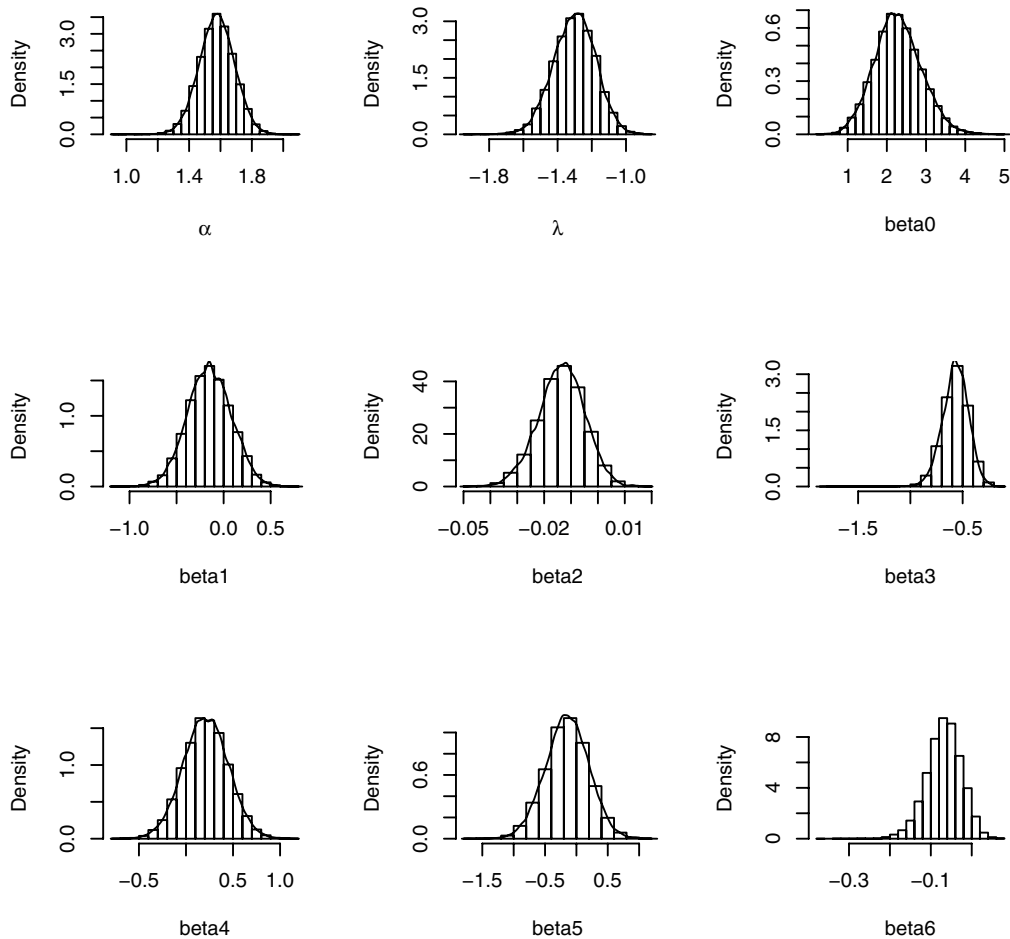 Density
0.0 1.5 3.0
1.0 1.4 1.8
α
Density
0.0 1.5 3.0
−1.8 −1.4 −1.0
λ
Density
0.0 0.3 0.6
1 2 3 4 5
beta0
Density
0.0 1.0
−1.0 0.0 0.5
beta1
Density
0 20 40
−0.05 −0.02 0.01
beta2
Density
0.0 1.5 3.0
−1.5 −0.5
beta3
Density
0.0 1.0
−0.5 0.5 1.0
beta4
Density
0.0 0.6
−1.5 −0.5 0.5
beta5
Density
0 4 8
−0.3 −0.1
beta6